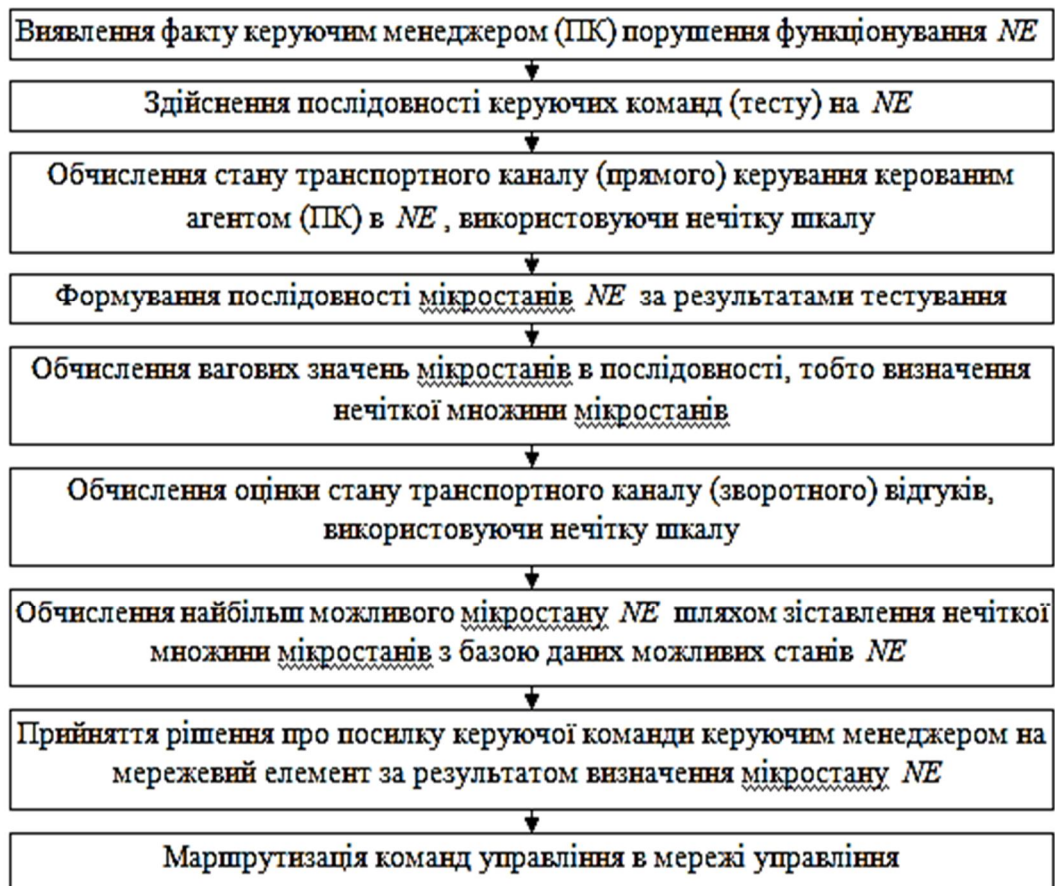 Виявлення факту керуючим менеджером (ПК) порушення функціонування NE
Здійснення послідовності керуючих команд (тесту) на NE
Обчислення стану транспортного каналу (прямого) керування керованим
агентом (ПК) в NE , використовуючи нечітку шкалу
Формування послідовності мікростанів NE за результатами тестування
Обчислення вагових значень мікростанів в послідовності, тобто визначення
нечіткої множини мікростанів
Обчислення оцінки стану транспортного каналу (зворотного) відгуків,
використовуючи нечітку шкалу
Обчислення найбільш можливого мікростану NE шляхом зіставлення нечіткої
множини мікростанів з базою даних можливих станів NE
Прийняття рішення про посилку керуючої команди керуючим менеджером на
мережевий елемент за результатом визначення мікростану NE
Маршрутизація команд управління в мережі управління